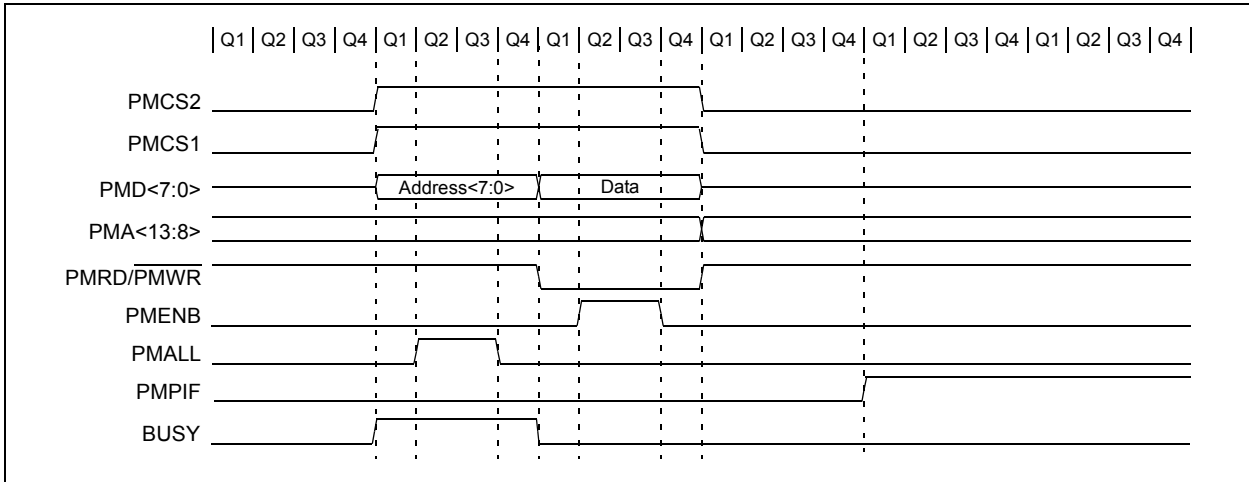 Q1 Q2 Q3 Q4 Q1 Q2 Q3 Q4 Q1 Q2 Q3 Q4 Q1 Q2 Q3 Q4 Q1 Q2 Q3 Q4 Q1 Q2 Q3 Q4
PMCS2
PMCS1
PMD<7:0> Address<7:0> Data
PMA<13:8>
PMRD/PMWR
PMENB
PMALL
PMPIF
BUSY